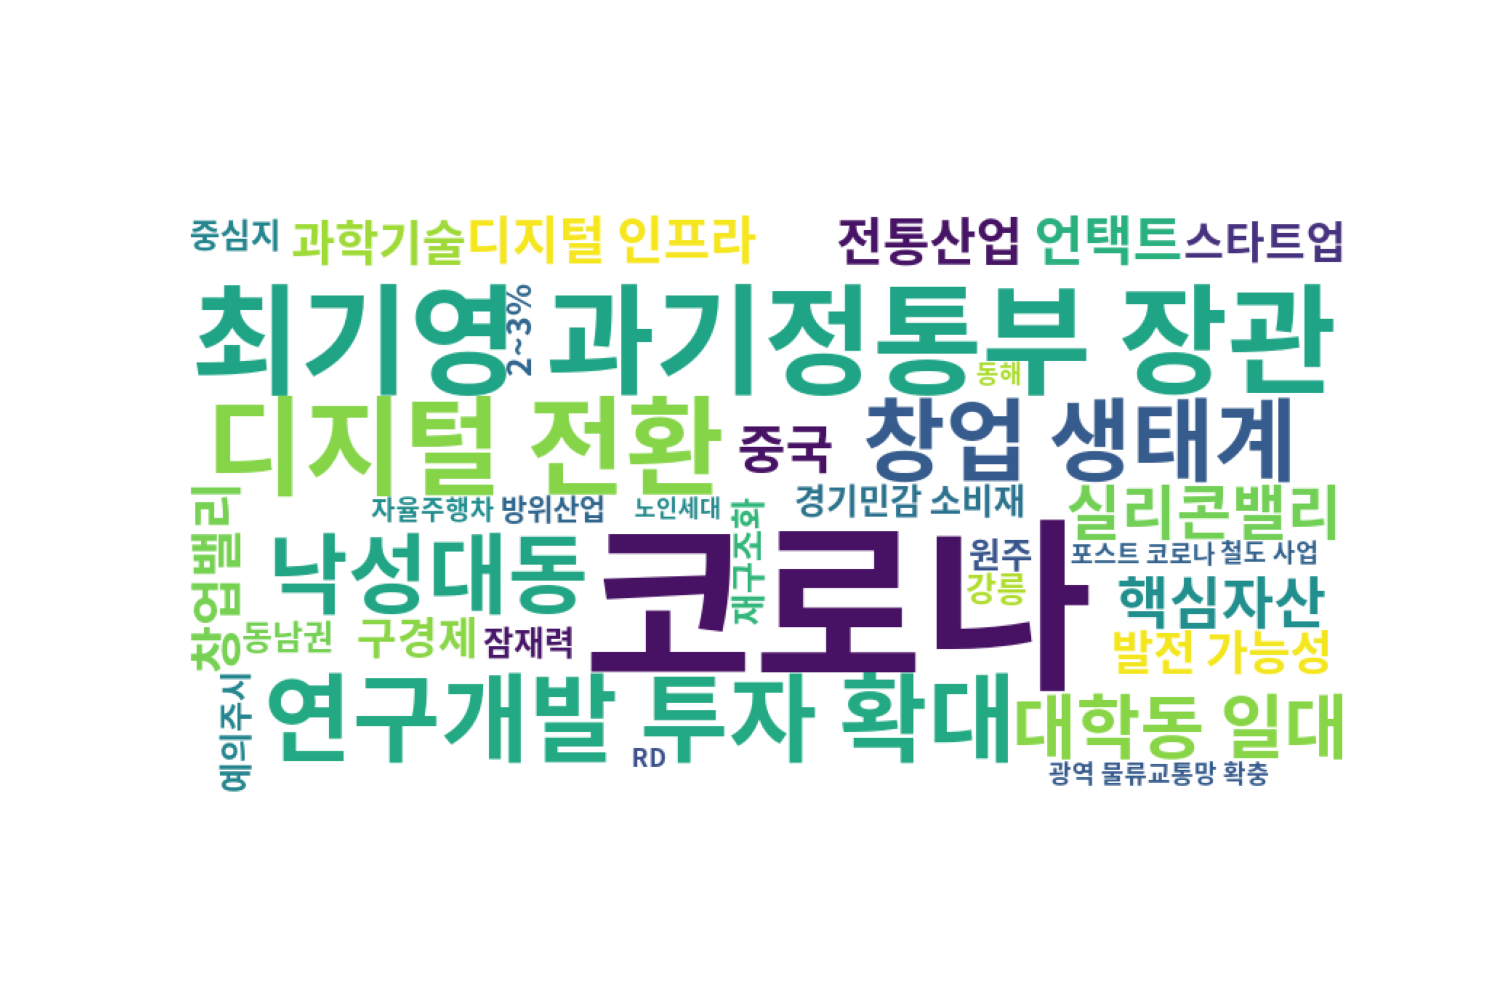 중심지
과학기술
디지털 인프라
전통산업
언택트
스타트업
최기영 과기정통부 장관
2~3%
동해
디지털 전환
중국
창업 생태계
창업밸리
자율주행차
방위산업
노인세대
재구조화
경기민감 소비재
실리콘밸리
낙성대동
코로나
원주
포스트 코로나
철도 사업
강릉
핵심자산
동남권
구경제
잠재력
발전 가능성
예의주시
연구개발 투자 확대
RD
대학동 일대
광역 물류교통망 확충